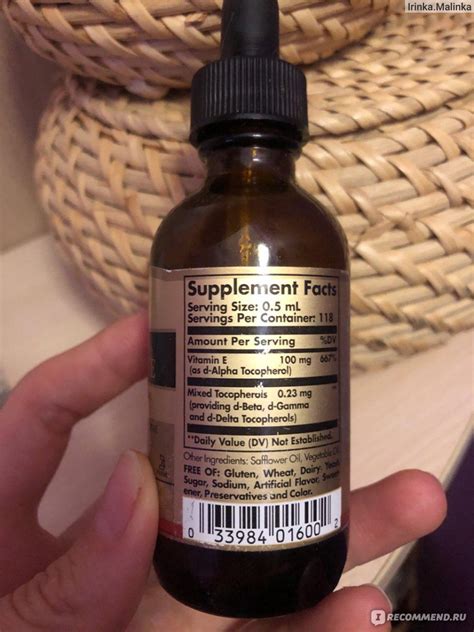 Irinka.Malinka
Supplement Facts
Serving Size: 0.5 mL
Servings Per Container: 118
Amount Per Serving %DV
Vitamin E 100 mg 667%
(as d-Alpha Tocopherol)
Mixed Tocopherols 0.23 mg **
(providing d-Beta, d-Gamma
and d-Delta Tocopherols)
**Daily Value (DV) Not Established.
Other Ingredients: Safflower Oil, Vegetable Oil.
FREE OF: Gluten, Wheat, Dairy, Yeast,
Sugar, Sodium, Artificial Flavor, Sweet-
ener, Preservatives and Color.
0 33984 01600 2
I RECOMMEND.RU